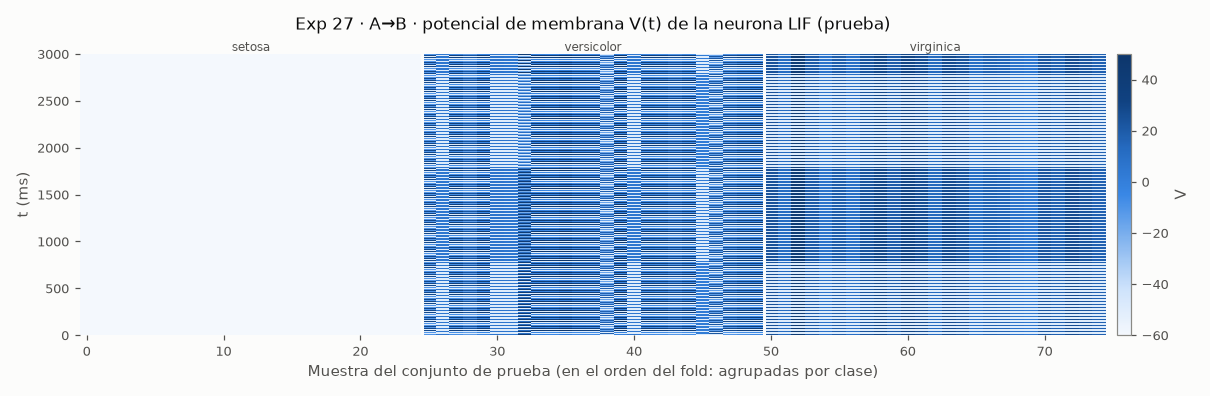 Exp 27 · A→B · potencial de membrana V(t) de la neurona LIF (prueba)
setosa versicolor virginica
3000
2500
2000
1500
1000
500
0
t (ms)
0 10 20 30 40 50 60 70
Muestra del conjunto de prueba (en el orden del fold: agrupadas por clase)
40
20
0
−20
−40
−60
V